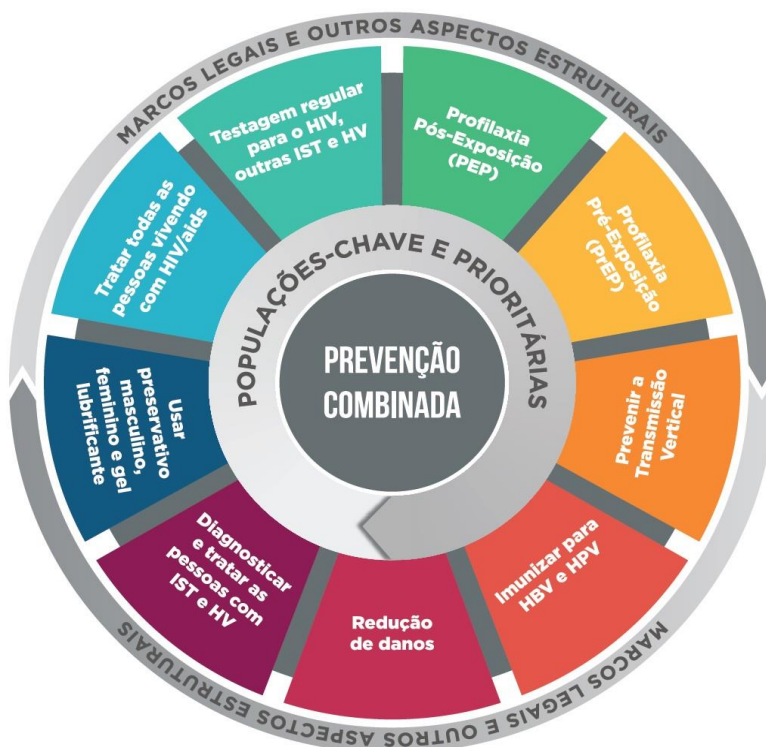 MARCOS LEGAIS E OUTROS ASPECTOS ESTRUTURAIS
Testagem regular
para o HIV,
outras IST e HV
Profilaxia
Pós-Exposição
(PEP)
Profilaxia
Pré-Exposição
(PrEP)
Prevenir a
Transmissão
Vertical
Imunizar para
HBV e HPV
Redução
de danos
Diagnosticar
e tratar as
pessoas com
IST e HV
Usar
preservativo
masculino,
feminino e gel
lubrificante
Tratar todas as
pessoas vivendo
com HIV/aids
POPULAÇÕES-CHAVE E PRIORITÁRIAS
PREVENÇÃO
COMBINADA
MARCOS LEGAIS E OUTROS ASPECTOS ESTRUTURAIS